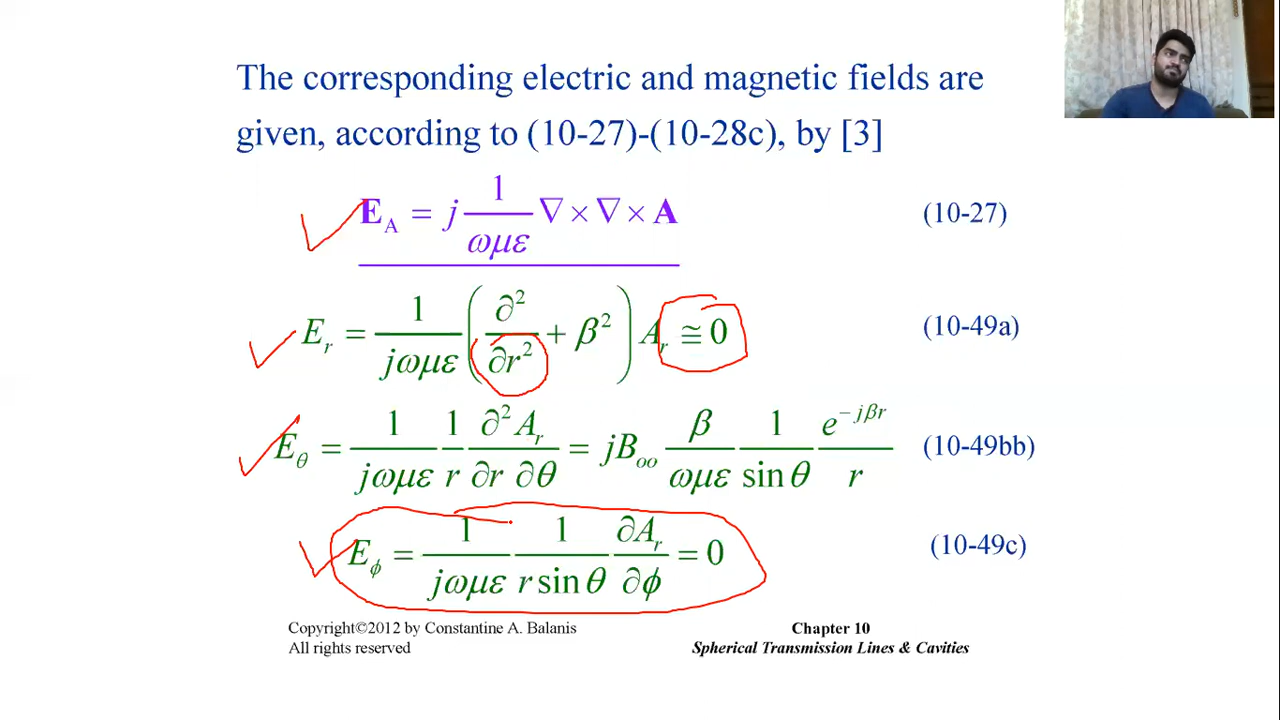 The corresponding electric and magnetic fields are
given, according to (10-27)-(10-28c), by [3]
E_A = j 1/(ωμε) ∇ × ∇ × A (10-27)
E_r = 1/(jωμε) (∂²/∂r² + β²) A_r ≅ 0 (10-49a)
E_θ = 1/(jωμε) 1/r ∂²A_r/(∂r ∂θ) = jB_oo β/(ωμε) 1/(sin θ) e^(-jβr)/r (10-49bb)
E_ϕ = 1/(jωμε) 1/(r sin θ) ∂A_r/∂ϕ = 0 (10-49c)
Copyright©2012 by Constantine A. Balanis
All rights reserved
Chapter 10
Spherical Transmission Lines & Cavities